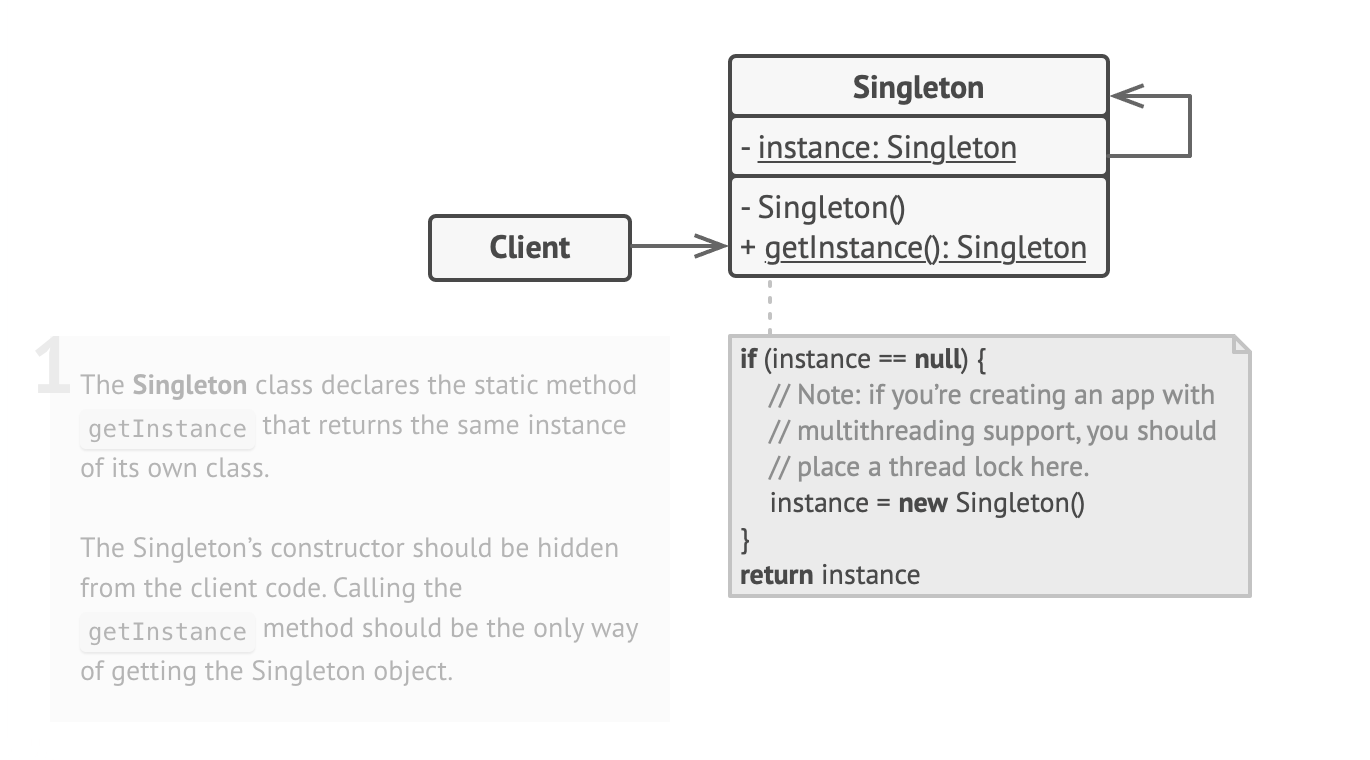 Singleton
- instance: Singleton
- Singleton()
+ getInstance(): Singleton
Client
1
The Singleton class declares the static method
getInstance that returns the same instance
of its own class.
The Singleton’s constructor should be hidden
from the client code. Calling the
getInstance method should be the only way
of getting the Singleton object.
if (instance == null) {
// Note: if you’re creating an app with
// multithreading support, you should
// place a thread lock here.
instance = new Singleton()
}
return instance